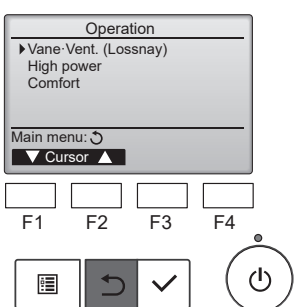 Operation
Vane·Vent. (Lossnay)
High power
Comfort
Main menu:
Cursor
F1 F2 F3 F4